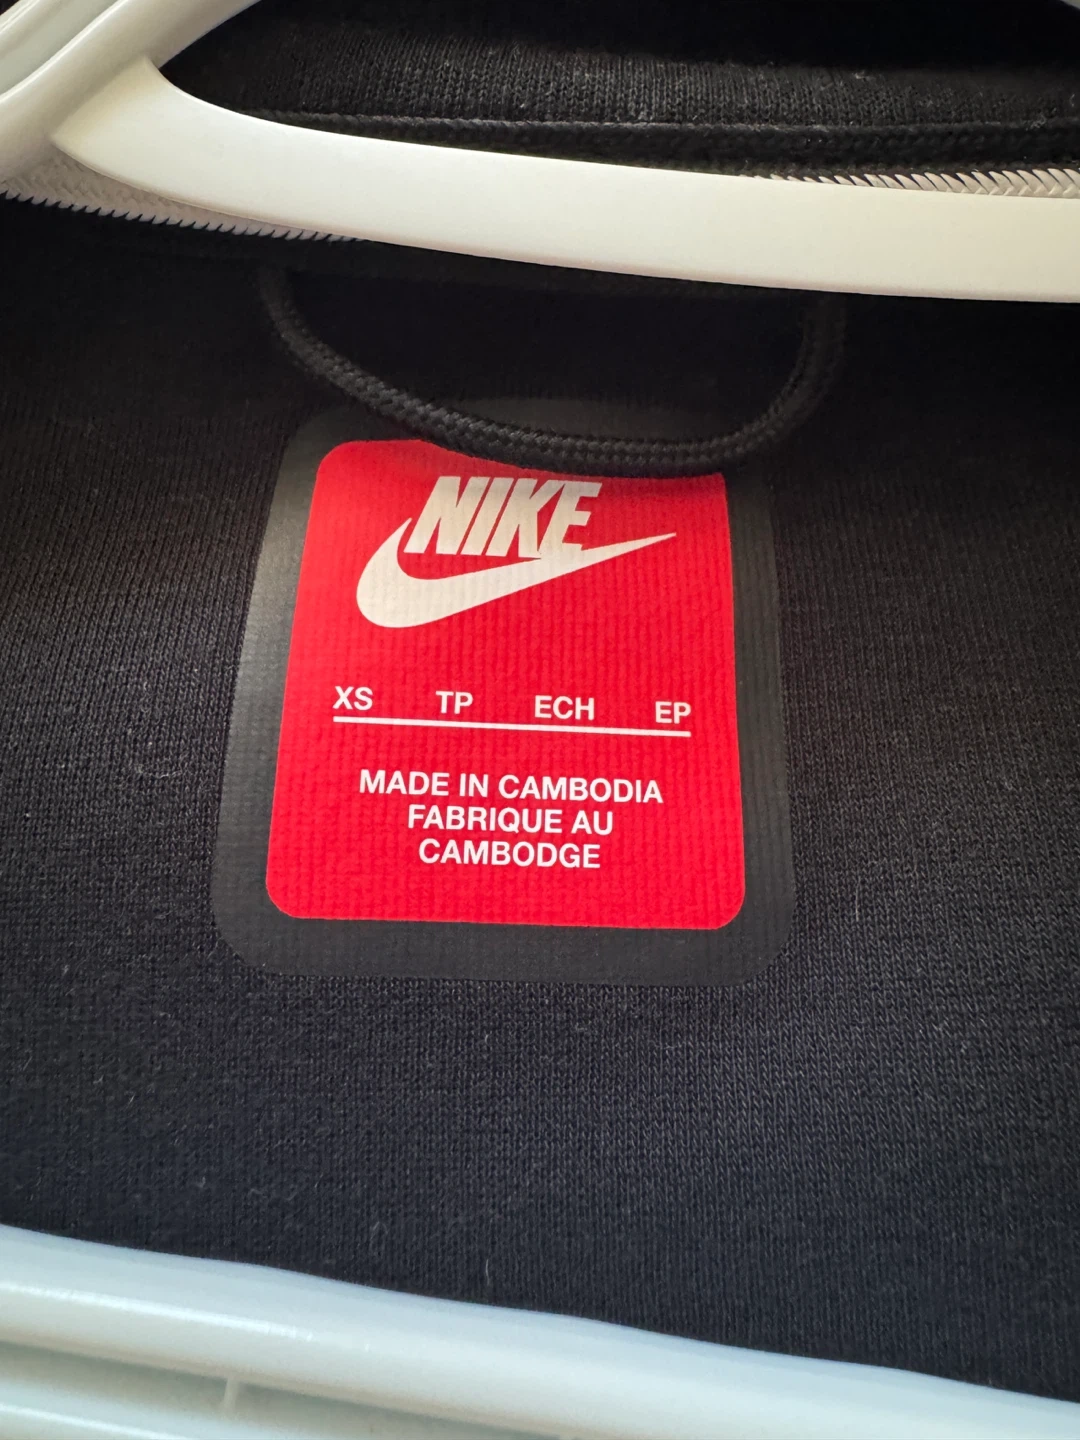 NIKE
XS TP ECH EP
MADE IN CAMBODIA
FABRIQUE AU
CAMBODGE